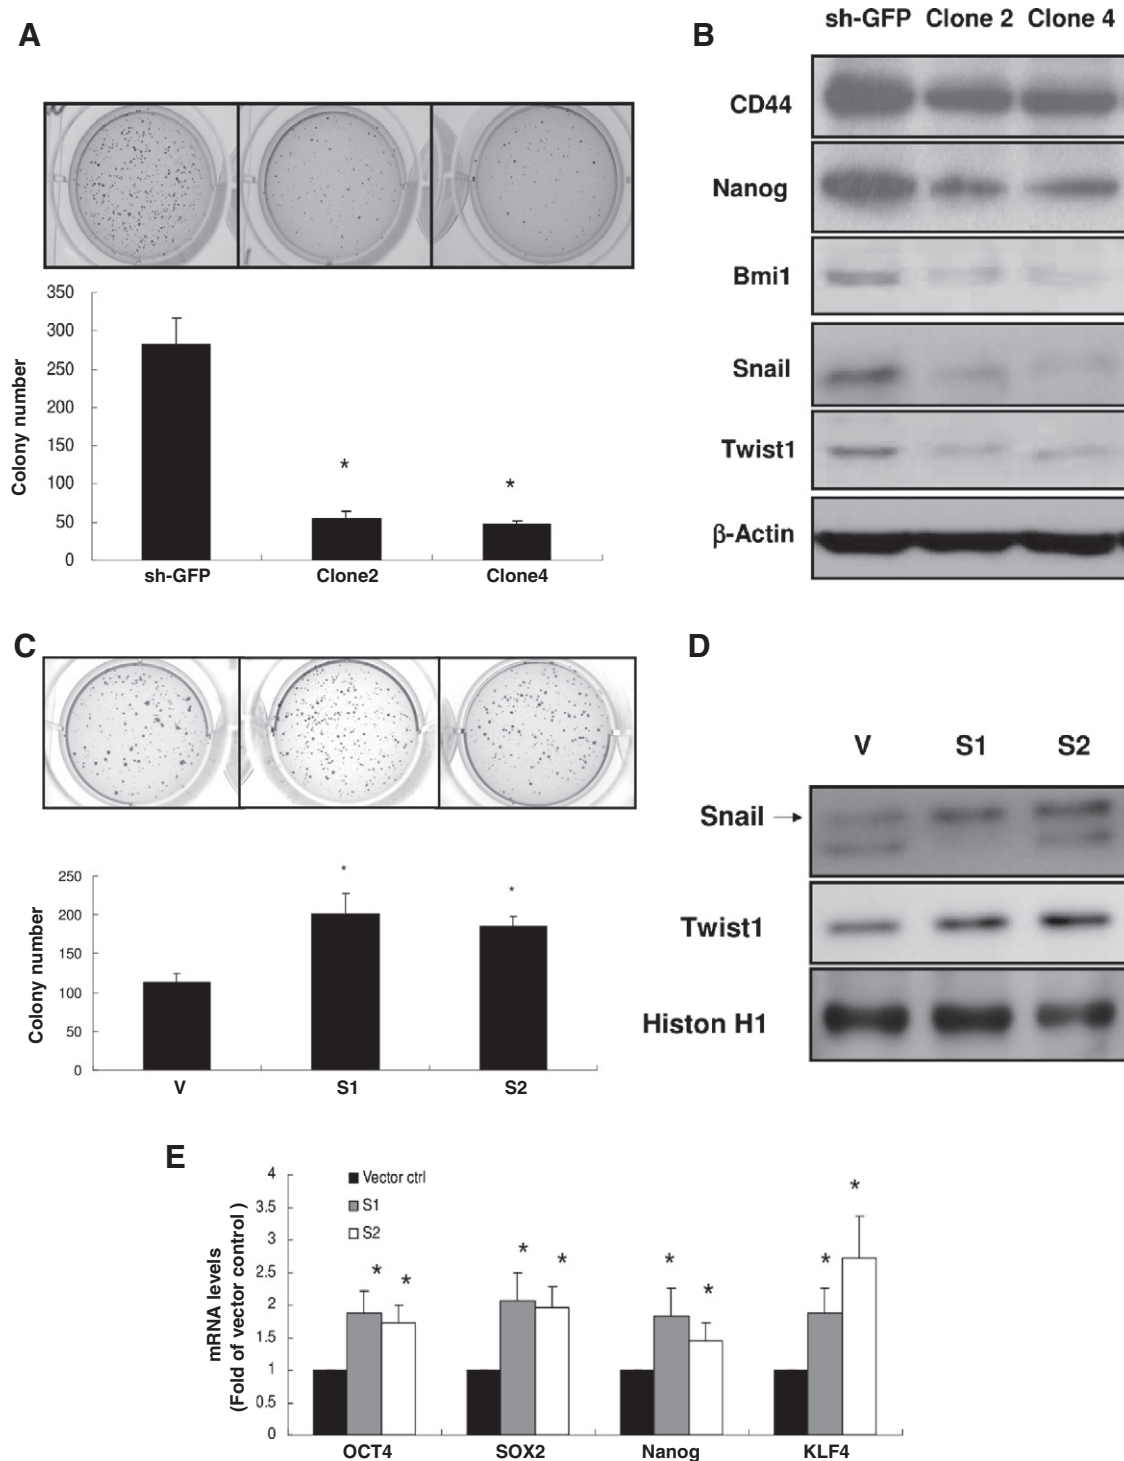 A
350
300
250
200
150
100
50
0
Colony number
*
*
sh-GFP Clone2 Clone4
B
sh-GFP Clone 2 Clone 4
CD44
Nanog
Bmi1
Snail
Twist1
β-Actin
C
250
200
150
100
50
0
Colony number
*
*
V S1 S2
D
V S1 S2
Snail
Twist1
Histon H1
E
4
3.5
3
2.5
2
1.5
1
0.5
0
mRNA levels
(Fold of vector control )
Vector ctrl
S1
S2
* * * * * * * *
OCT4 SOX2 Nanog KLF4